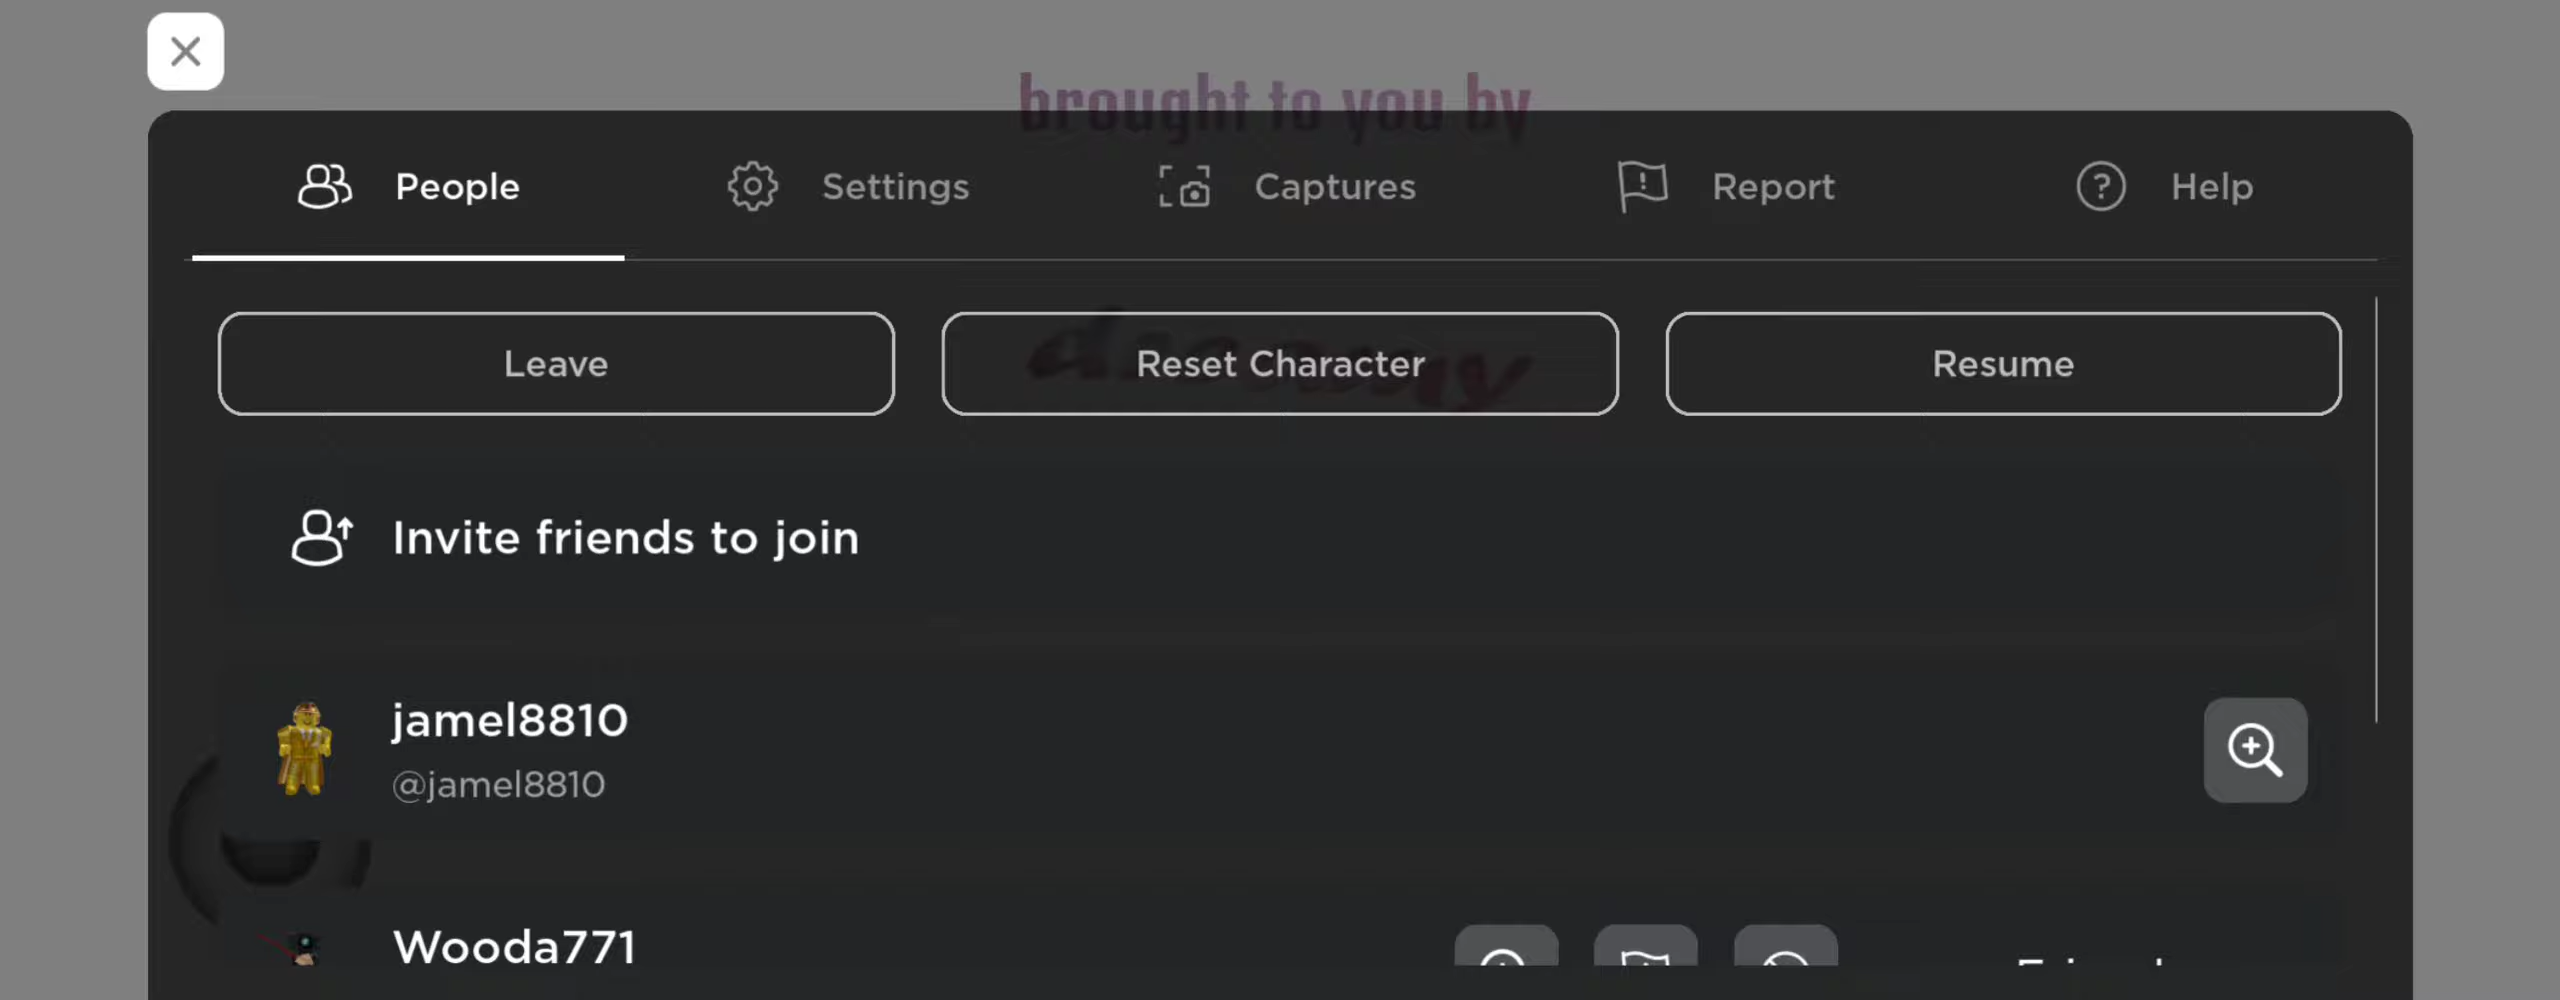 brought to you by
People
Settings
Captures
Report
Help
Leave
Reset Character
Resume
Invite friends to join
jamel8810
@jamel8810
Wooda771